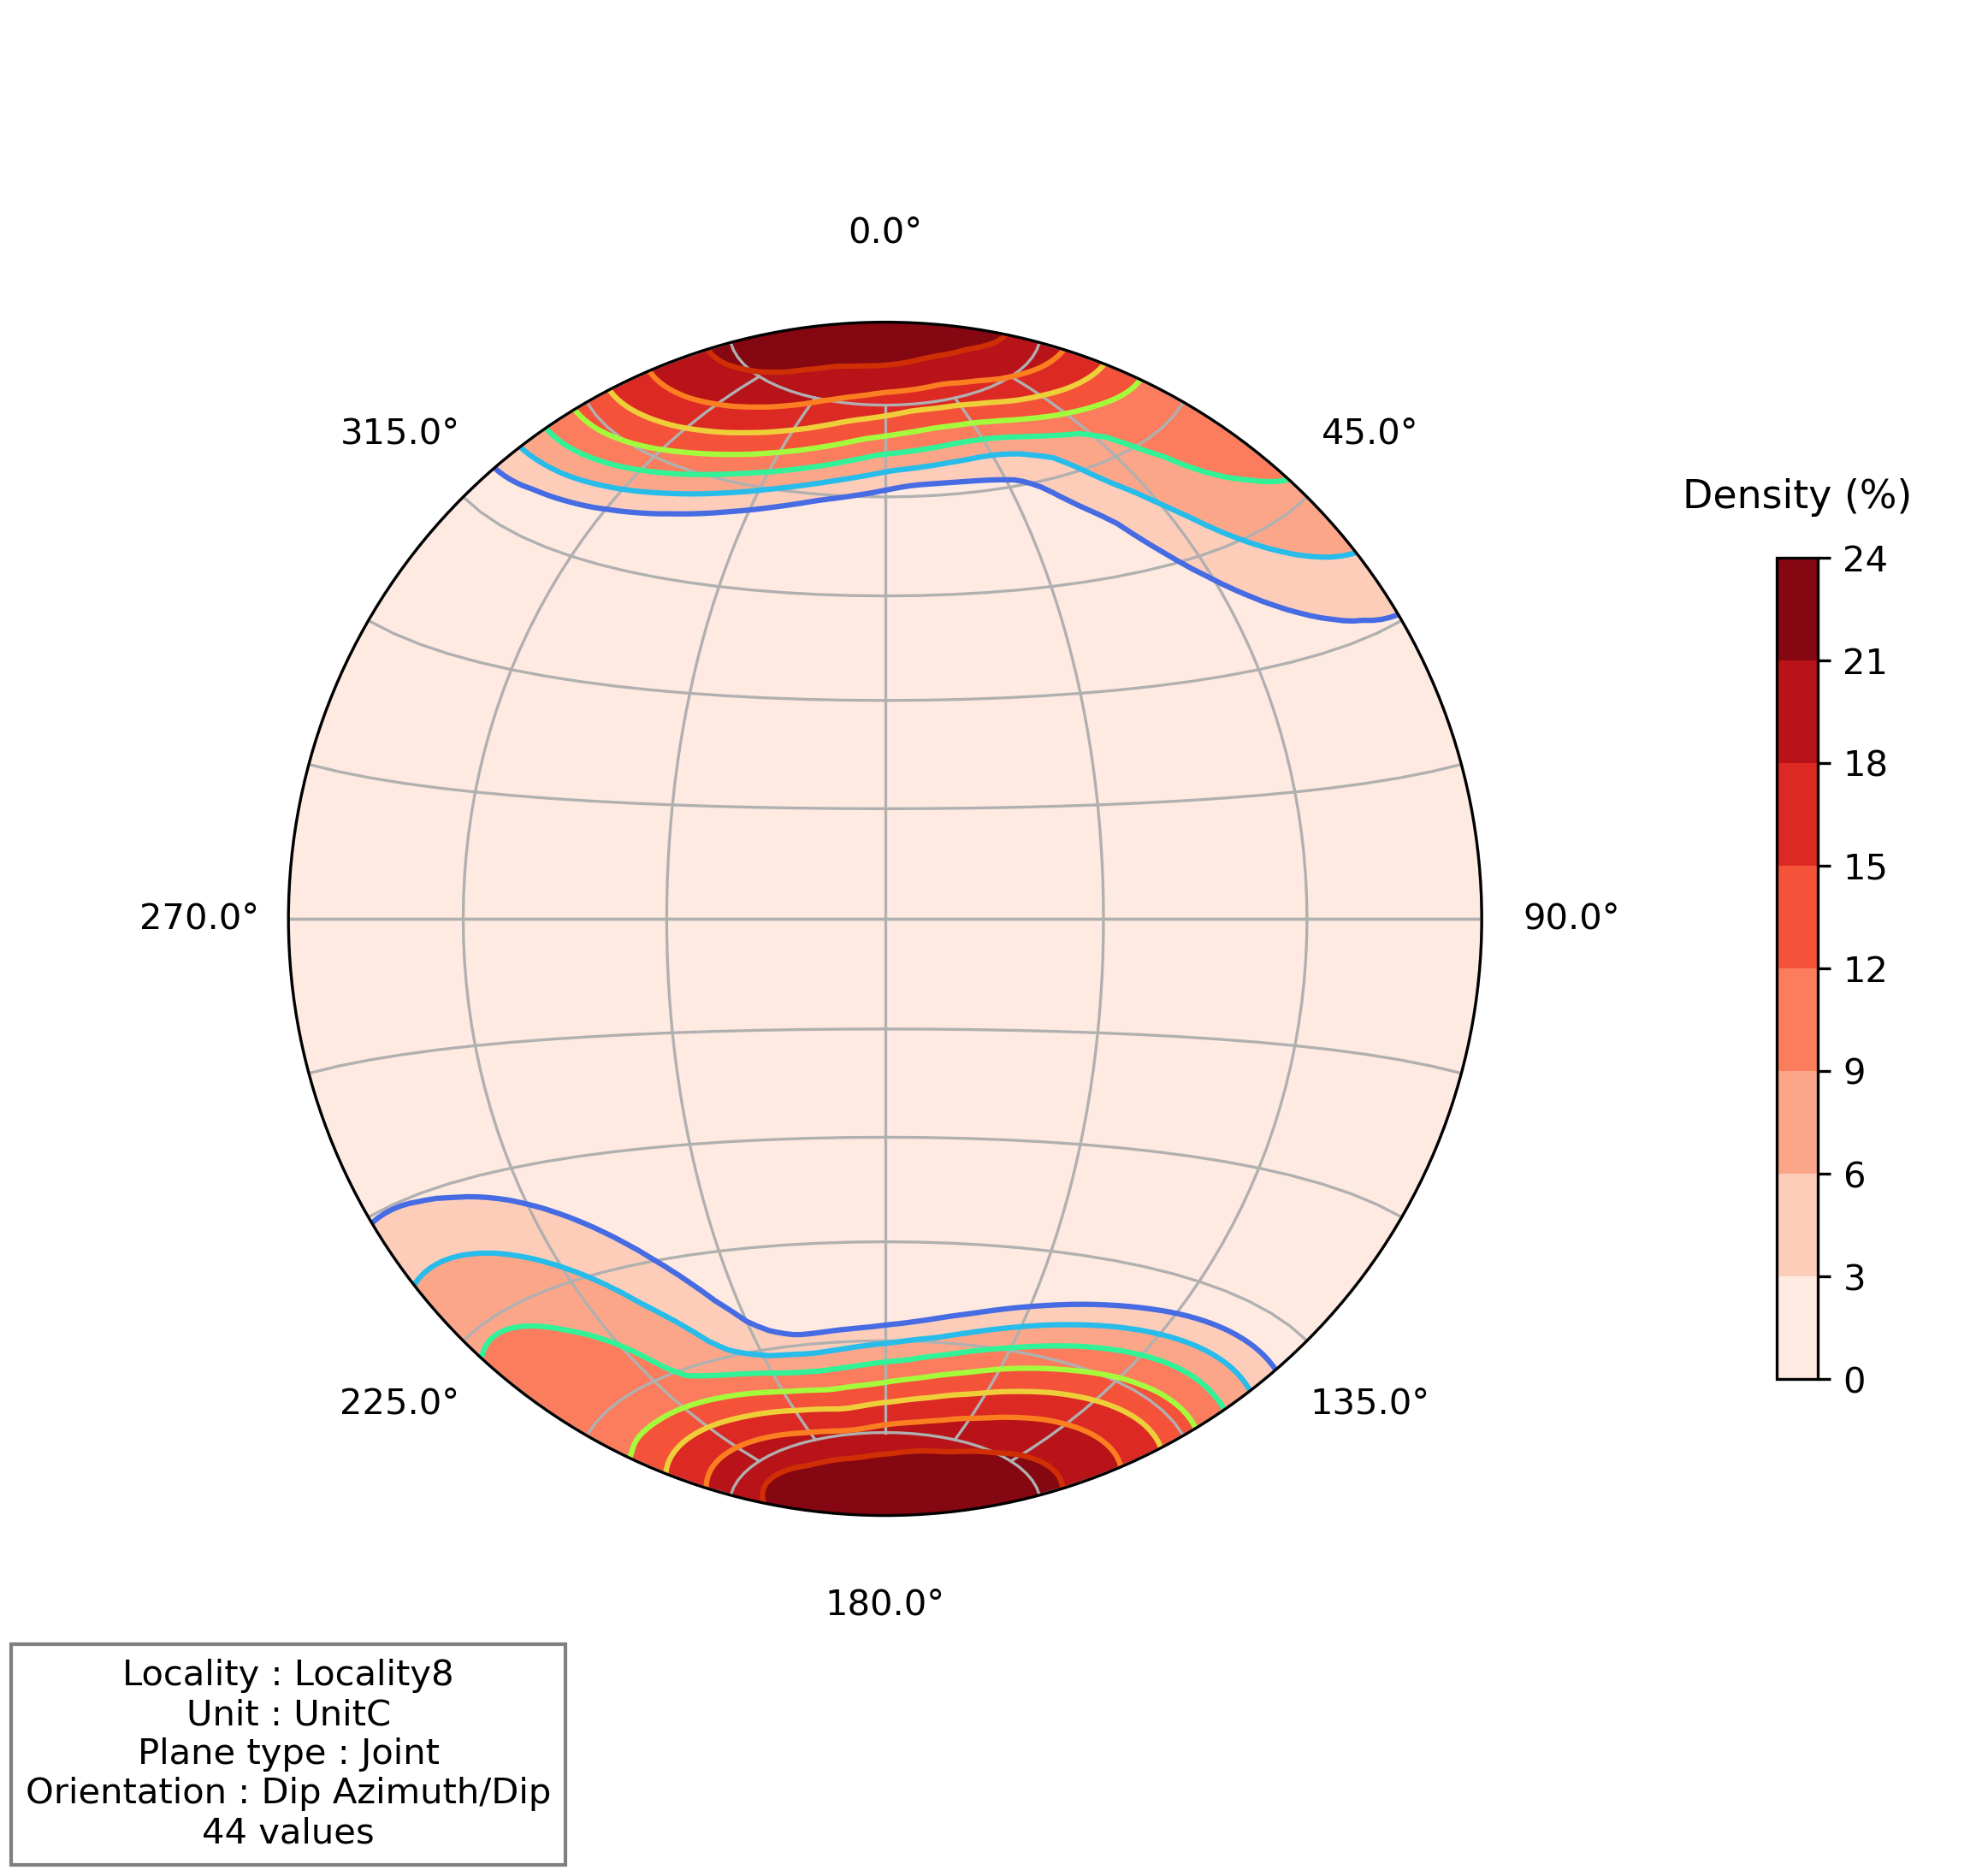 0.0°
315.0°
45.0°
Density (%)
24
21
18
15
270.0°
90.0°
12
9
6
3
0
225.0°
135.0°
180.0°
Locality : Locality8
Unit : UnitC
Plane type : Joint
Orientation : Dip Azimuth/Dip
44 values